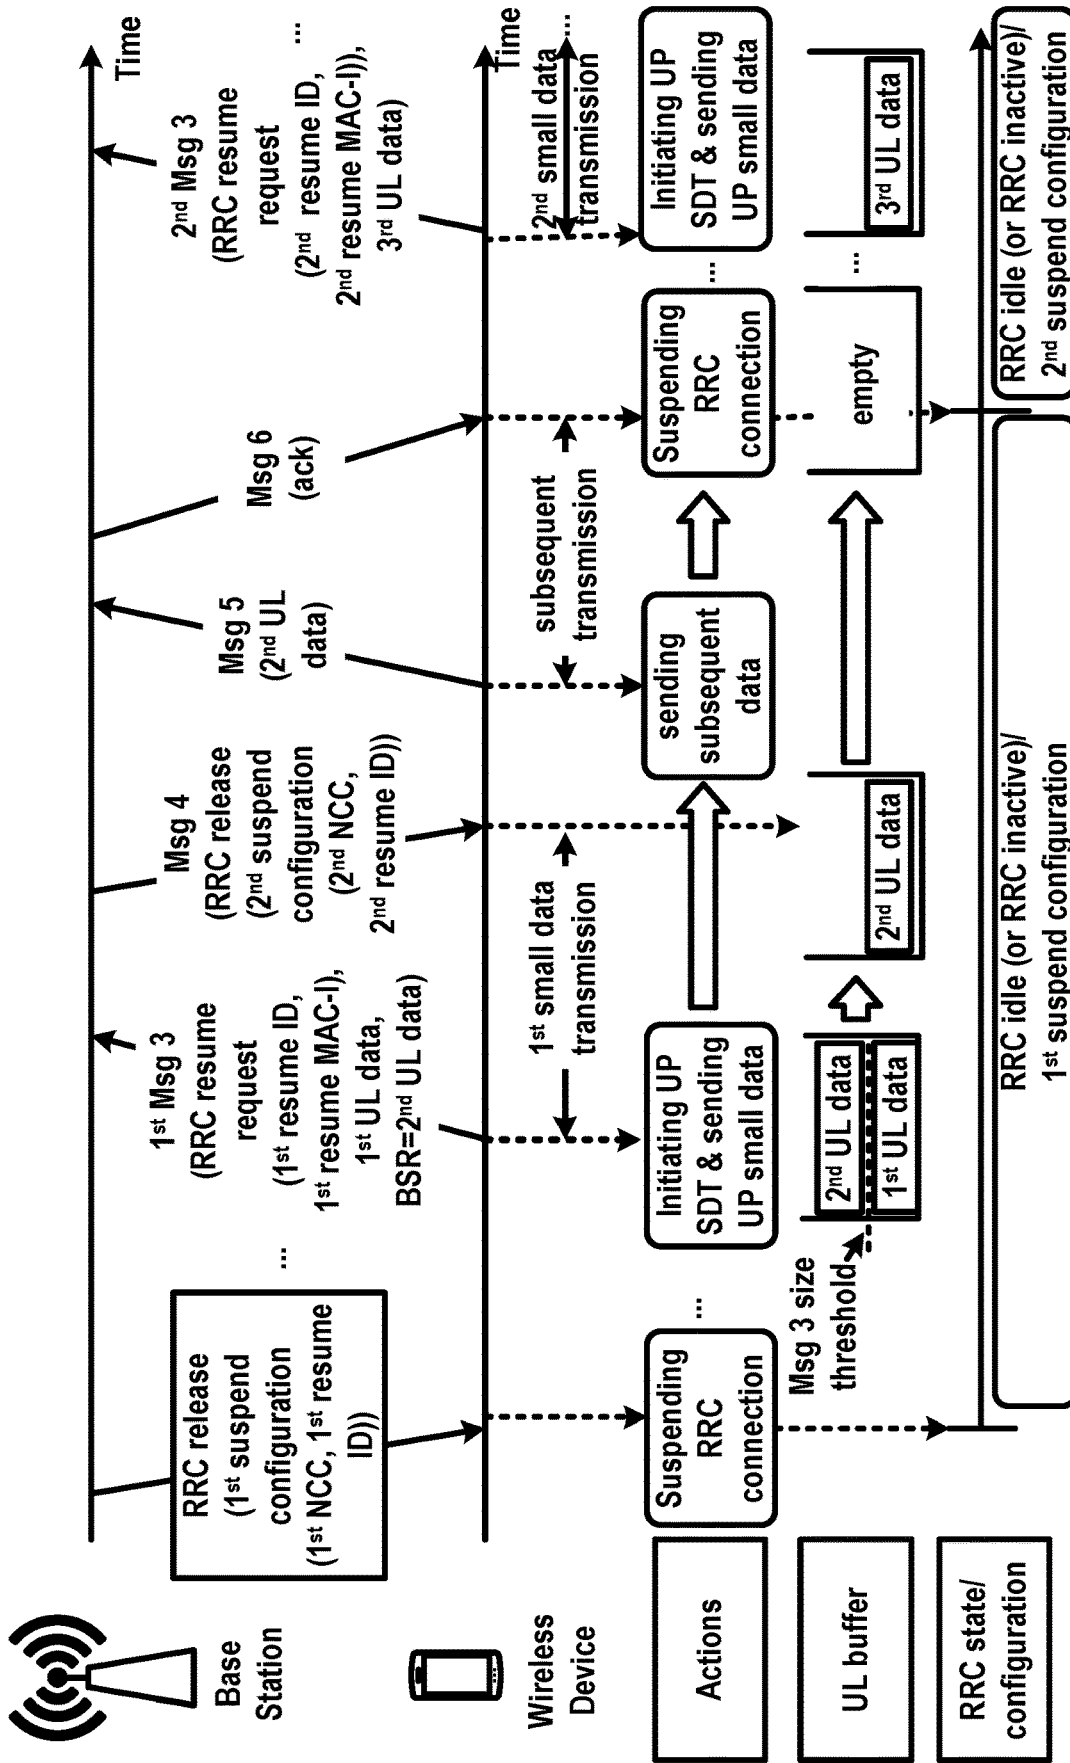 Base
Station
RRC release
(1st suspend
configuration
(1st NCC, 1st resume
ID))
...
1st Msg 3
(RRC resume
request
(1st resume ID,
1st resume MAC-I),
1st UL data,
BSR=2nd UL data)
Msg 4
(RRC release
(2nd suspend
configuration
(2nd NCC,
2nd resume ID))
Msg 5
(2nd UL
data)
Msg 6
(ack)
2nd Msg 3
(RRC resume
request
(2nd resume ID,
2nd resume MAC-I)),
3rd UL data)
...
Time
Wireless
Device
1st small data
transmission
subsequent
transmission
2nd small data
transmission
...
Time
Actions
Suspending
RRC
connection
...
Initiating UP
SDT & sending
UP small data
sending
subsequent
data
Suspending
RRC
connection
...
Initiating UP
SDT & sending
UP small data
UL buffer
Msg 3 size
threshold
2nd UL data
1st UL data
2nd UL data
empty
...
3rd UL data
RRC state/
configuration
RRC idle (or RRC inactive)/
1st suspend configuration
RRC idle (or RRC inactive)/
2nd suspend configuration